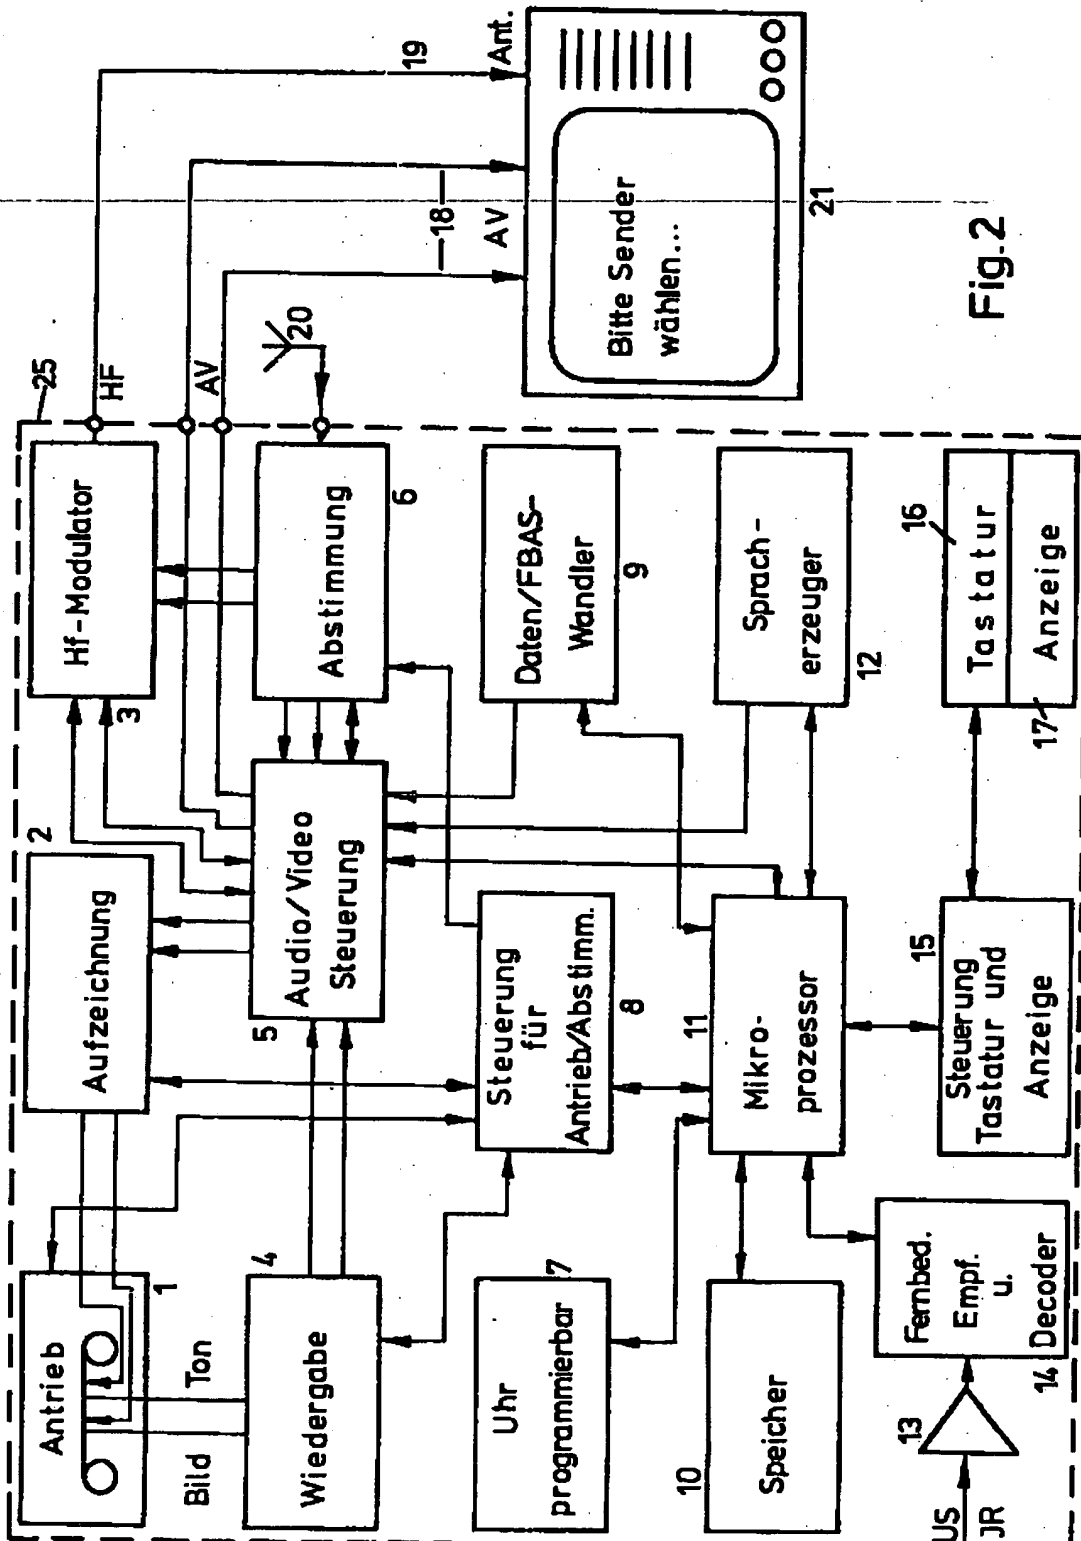 Antrieb
1
Aufzeichnung
2
Hf-Modulator
3
25
HF
19
Ant.
Bild
Ton
Wiedergabe
4
Audio/Video
Steuerung
5
Abstimmung
6
AV
20
18
AV
Bitte Sender
wählen...
21
Uhr
programmierbar
7
Steuerung
für
Antrieb/Abstimm.
8
Daten/FBAS-
Wandler
9
Speicher
10
Mikro-
prozessor
11
Sprach-
erzeuger
12
US
JR
13
Fernbed.
Empf.
u.
Decoder
14
Steuerung
Tastatur und
Anzeige
15
Tastatur
16
Anzeige
17
Fig.2